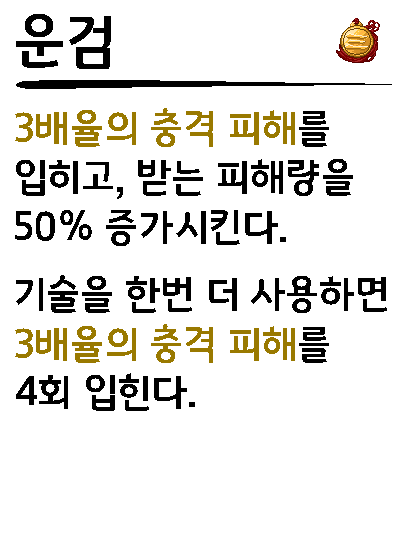 운검
3배율의 충격 피해를
입히고, 받는 피해량을
50% 증가시킨다.
기술을 한번 더 사용하면
3배율의 충격 피해를
4회 입힌다.